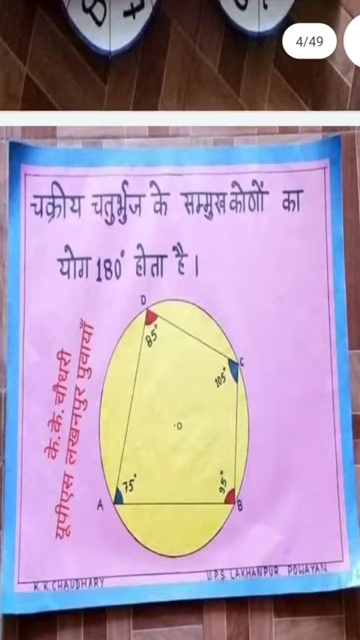 4/49
चक्रीय चतुर्भुज के सम्मुख कोणों का
योग 180° होता है।
के. के. चौधरी
यूपीएस लखनपुर पुवायाँ
D
85°
C
105°
.O
A
75°
95°
B
K.K.CHAUDHARY
U.P.S LAKHANPUR POWAYAN